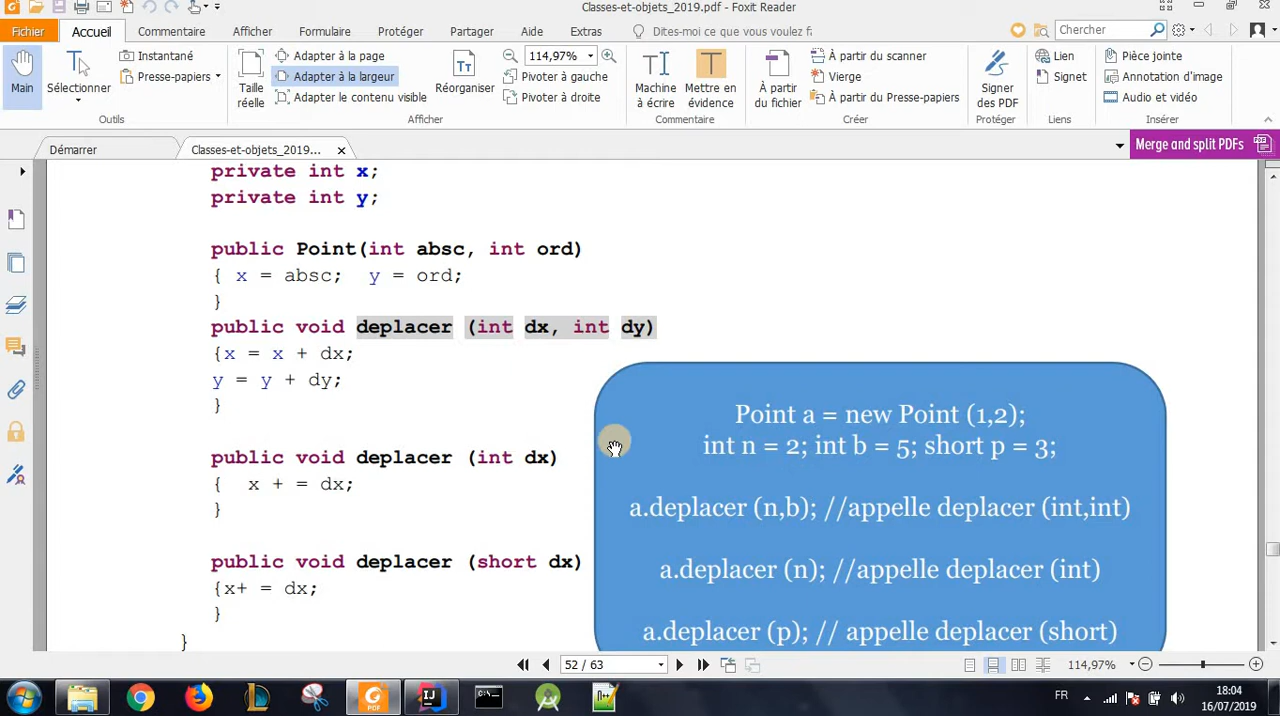 Classes-et-objets_2019.pdf - Foxit Reader
Fichier Accueil Commentaire Afficher Formulaire Protéger Partager Aide Extras Dites-moi ce que vous voulez f. Chercher
Main
Sélectionner
Instantané
Presse-papiers
Outils
Taille réelle
Adapter à la page
Adapter à la largeur
Adapter le contenu visible
Réorganiser
114,97%
Pivoter à gauche
Pivoter à droite
Afficher
Machine à écrire
Mettre en évidence
Commentaire
À partir du fichier
À partir du scanner
Vierge
À partir du Presse-papiers
Créer
Signer des PDF
Protéger
Lien
Signet
Liens
Pièce jointe
Annotation d'image
Audio et vidéo
Insérer
Démarrer
Classes-et-objets_2019...
Merge and split PDFs
private int x;
private int y;
public Point(int absc, int ord)
{ x = absc; y = ord;
}
public void deplacer (int dx, int dy)
{x = x + dx;
y = y + dy;
}
public void deplacer (int dx)
{ x + = dx;
}
public void deplacer (short dx)
{x+ = dx;
}
}
Point a = new Point (1,2);
int n = 2; int b = 5; short p = 3;
a.deplacer (n,b); //appelle deplacer (int,int)
a.deplacer (n); //appelle deplacer (int)
a.deplacer (p); // appelle deplacer (short)
52 / 63
114,97%
FR
18:04
16/07/2019